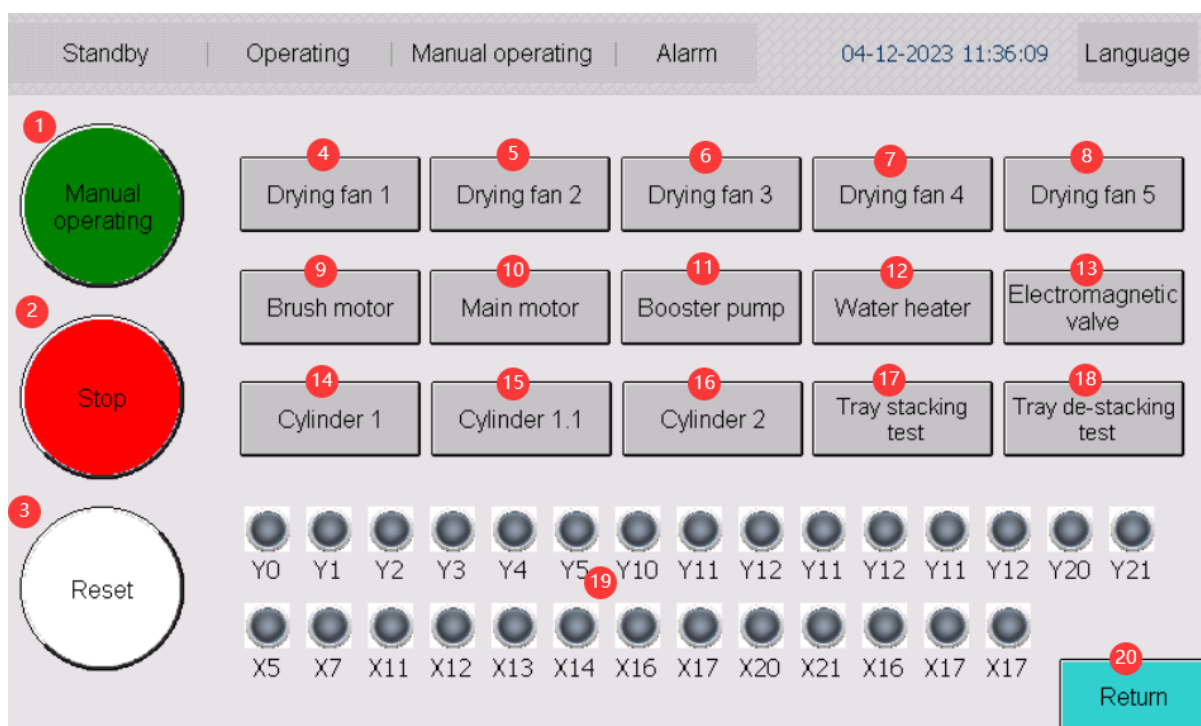 Standby | Operating | Manual operating | Alarm 04-12-2023 11:36:09 Language
1
Manual
operating
2
Stop
3
Reset
4 5 6 7 8
Drying fan 1 Drying fan 2 Drying fan 3 Drying fan 4 Drying fan 5
9 10 11 12 13
Brush motor Main motor Booster pump Water heater Electromagnetic
valve
14 15 16 17 18
Cylinder 1 Cylinder 1.1 Cylinder 2 Tray stacking
test
Tray de-stacking
test
Y0 Y1 Y2 Y3 Y4 Y5 Y10 Y11 Y12 Y11 Y12 Y11 Y12 Y20 Y21
19
X5 X7 X11 X12 X13 X14 X16 X17 X20 X21 X16 X17 X17
20
Return